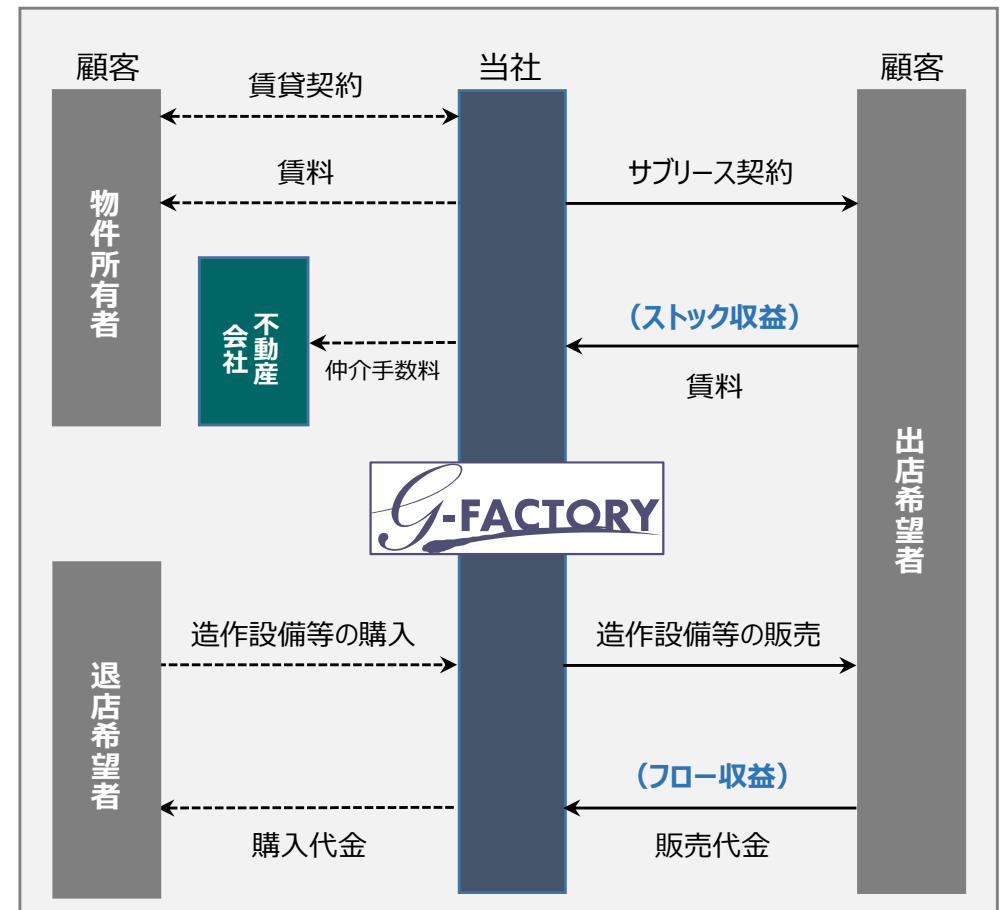 顧客
当社
顧客
賃貸契約
賃料
サブリース契約
物件所有者
不動産
会社
仲介手数料
（ストック収益）
賃料
出店希望者
G-FACTORY
退店希望者
造作設備等の購入
造作設備等の販売
（フロー収益）
購入代金
販売代金